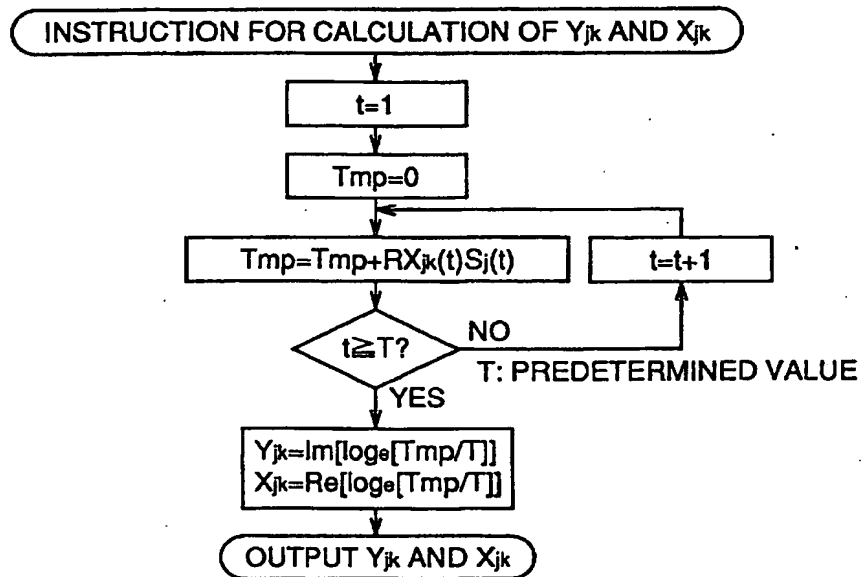 INSTRUCTION FOR CALCULATION OF Yjk AND Xjk
t=1
Tmp=0
Tmp=Tmp+RXjk(t)Sj(t)
t=t+1
t≧T?
NO
T: PREDETERMINED VALUE
YES
Yjk=Im[loge[Tmp/T]]
Xjk=Re[loge[Tmp/T]]
OUTPUT Yjk AND Xjk